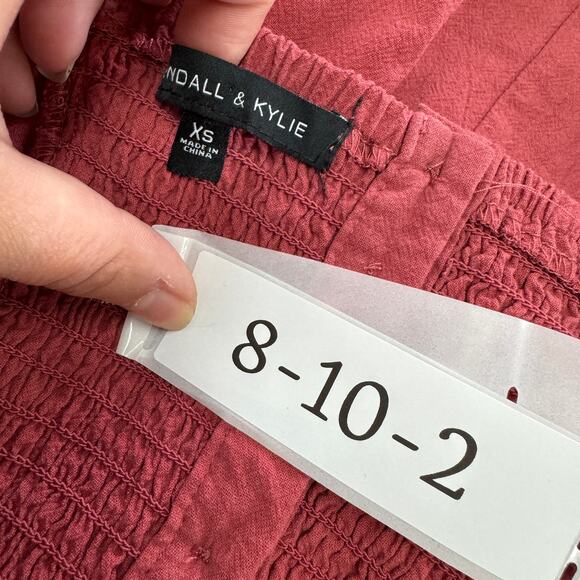 NDALL & KYLIE
XS
MADE IN
CHINA
8-10-2